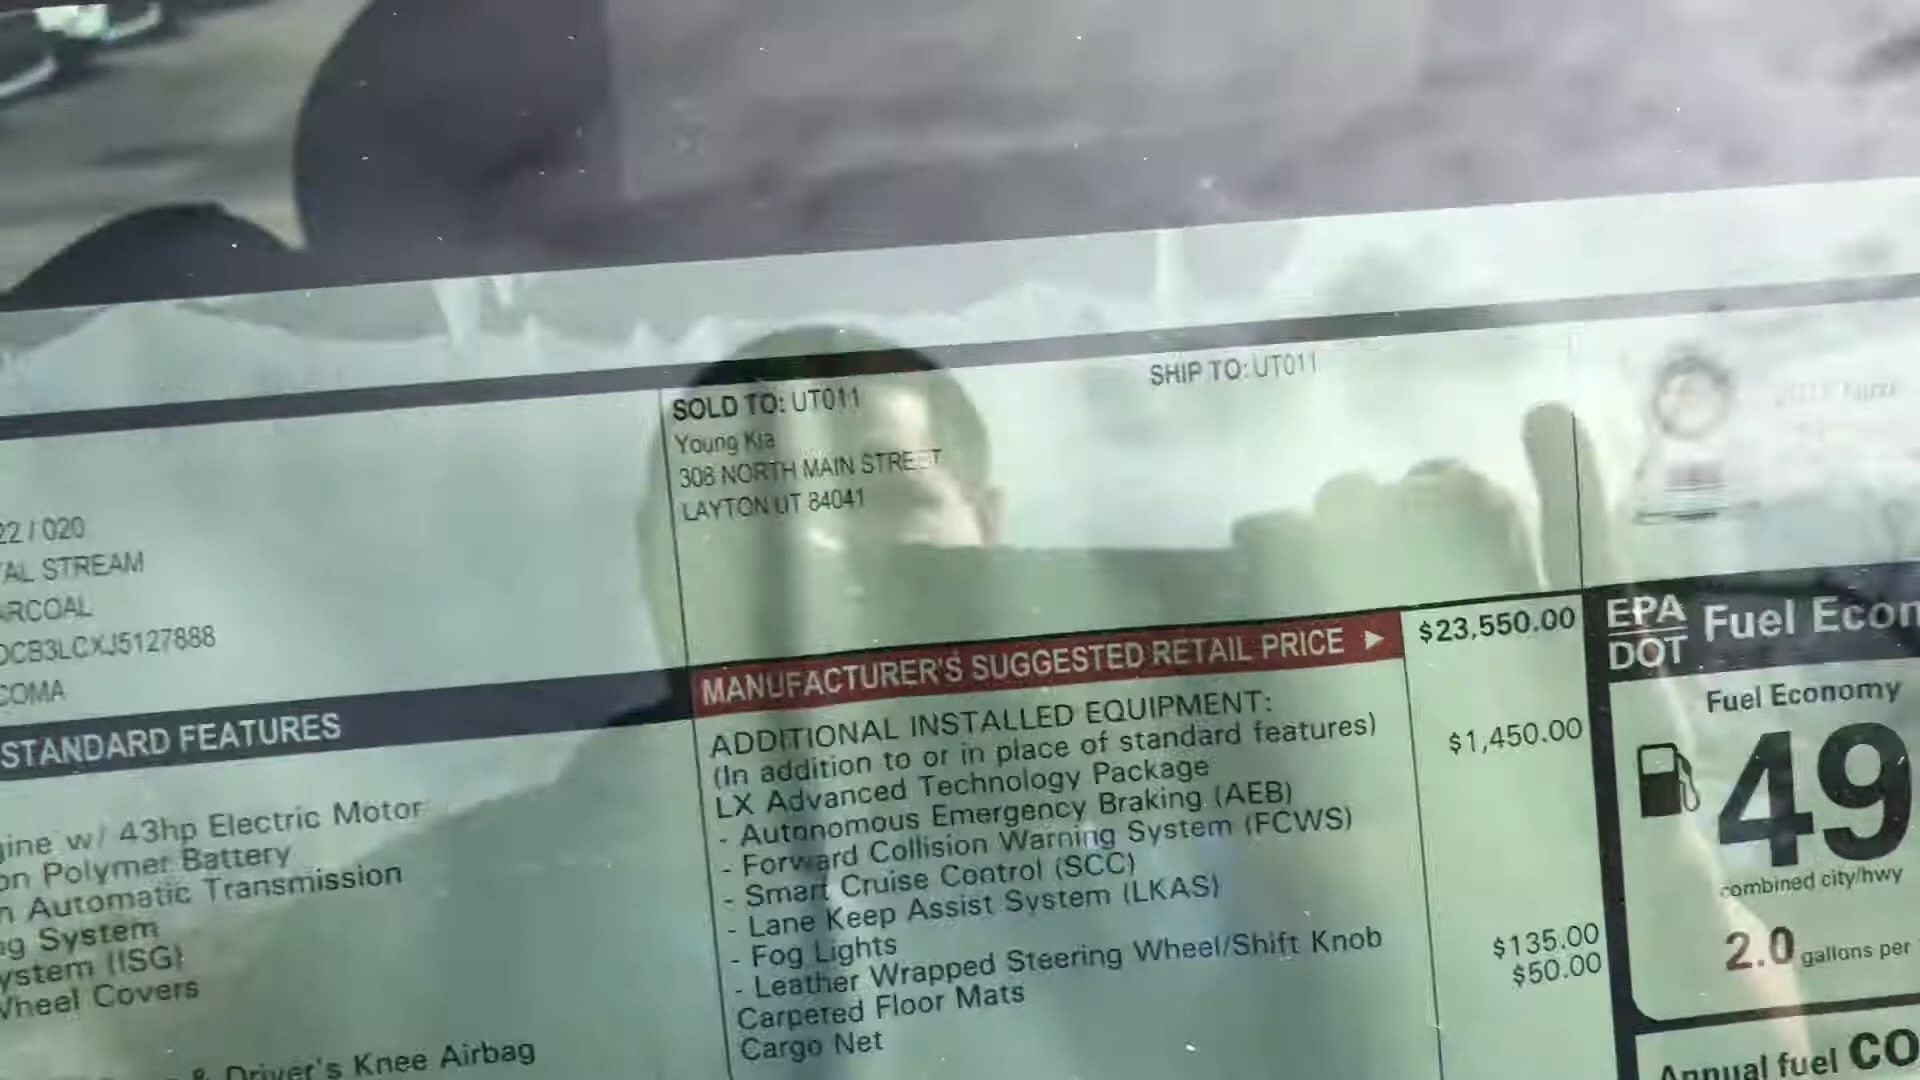 SOLD TO: UT011
Young Kia
308 NORTH MAIN STREET
LAYTON UT 84041
SHIP TO: UT011
22 / 020
AL STREAM
ARCOAL
DCB3LCXJ5127888
COMA
STANDARD FEATURES
gine w/ 43hp Electric Motor
on Polymer Battery
n Automatic Transmission
ng System
ystem (ISG)
Wheel Covers
& Driver's Knee Airbag
MANUFACTURER'S SUGGESTED RETAIL PRICE ► $23,550.00
ADDITIONAL INSTALLED EQUIPMENT:
(In addition to or in place of standard features)
LX Advanced Technology Package $1,450.00
- Autonomous Emergency Braking (AEB)
- Forward Collision Warning System (FCWS)
- Smart Cruise Control (SCC)
- Lane Keep Assist System (LKAS)
- Fog Lights
- Leather Wrapped Steering Wheel/Shift Knob
Carpeted Floor Mats $135.00
Cargo Net $50.00
EPA
DOT Fuel Econ
Fuel Economy
49
combined city/hwy
2.0 gallons per
Annual fuel CO